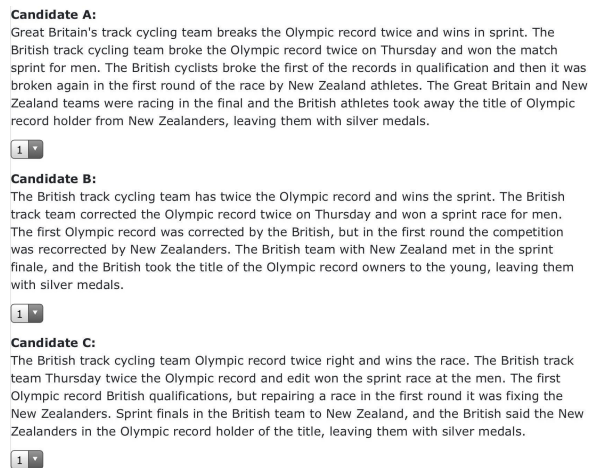 Candidate A:
Great Britain's track cycling team breaks the Olympic record twice and wins in sprint. The
British track cycling team broke the Olympic record twice on Thursday and won the match
sprint for men. The British cyclists broke the first of the records in qualification and then it was
broken again in the first round of the race by New Zealand athletes. The Great Britain and New
Zealand teams were racing in the final and the British athletes took away the title of Olympic
record holder from New Zealanders, leaving them with silver medals.
1
Candidate B:
The British track cycling team has twice the Olympic record and wins the sprint. The British
track team corrected the Olympic record twice on Thursday and won a sprint race for men.
The first Olympic record was corrected by the British, but in the first round the competition
was recorrected by New Zealanders. The British team with New Zealand met in the sprint
finale, and the British took the title of the Olympic record owners to the young, leaving them
with silver medals.
1
Candidate C:
The British track cycling team Olympic record twice right and wins the race. The British track
team Thursday twice the Olympic record and edit won the sprint race at the men. The first
Olympic record British qualifications, but repairing a race in the first round it was fixing the
New Zealanders. Sprint finals in the British team to New Zealand, and the British said the New
Zealanders in the Olympic record holder of the title, leaving them with silver medals.
1